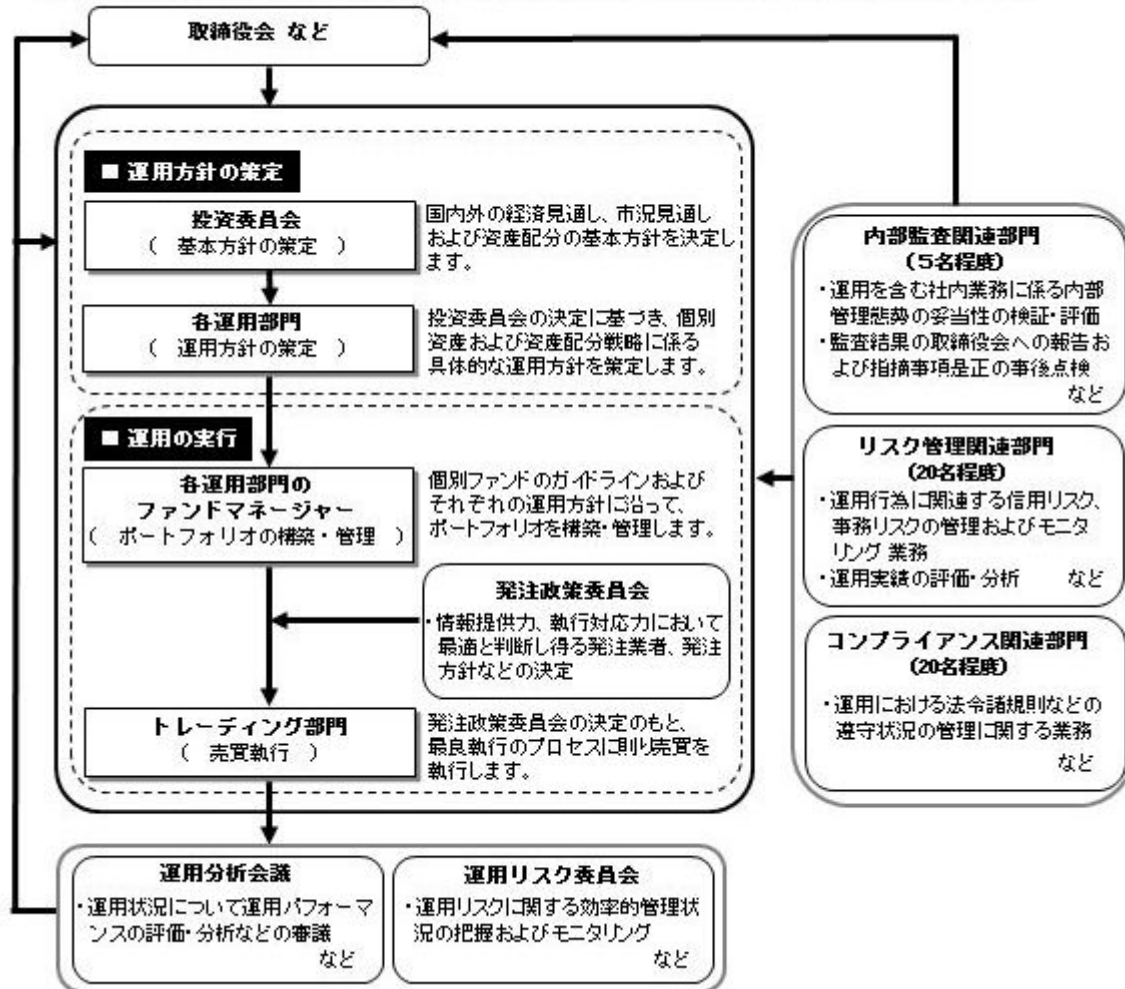 取締役会 など
■ 運用方針の策定
投資委員会
( 基本方針の策定 )
国内外の経済見通し、市況見通し
および資産配分の基本方針を決定し
ます。
各運用部門
( 運用方針の策定 )
投資委員会の決定に基づき、個別
資産および資産配分戦略に係る
具体的な運用方針を策定します。
■ 運用の実行
各運用部門の
ファンドマネージャー
( ポートフォリオの構築・管理 )
個別ファンドのガイドラインおよび
それぞれの運用方針に沿って、
ポートフォリオを構築・管理します。
発注政策委員会
・情報提供力、執行対応力において
最適と判断し得る発注業者、発注
方針などの決定
トレーディング部門
( 売買執行 )
発注政策委員会の決定のもと、
最良執行のプロセスに則り売買を
執行します。
運用分析会議
・運用状況について運用パフォーマ
ンスの評価・分析などの審議
など
運用リスク委員会
・運用リスクに関する効率的管理状
況の把握およびモニタリング
など
内部監査関連部門
(5名程度)
・運用を含む社内業務に係る内部
管理態勢の妥当性の検証・評価
・監査結果の取締役会への報告お
よび指摘事項是正の事後点検
など
リスク管理関連部門
(20名程度)
・運用行為に関連する信用リスク、
事務リスクの管理およびモニタ
リング 業務
・運用実績の評価・分析 など
コンプライアンス関連部門
(20名程度)
・運用における法令諸規則などの
遵守状況の管理に関する業務
など